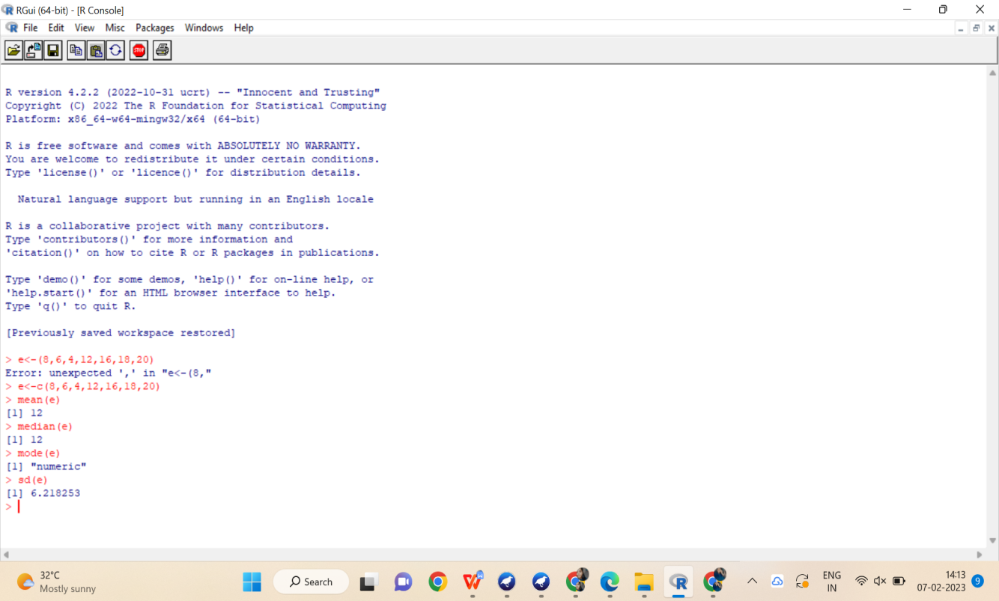 RGui (64-bit) - [R Console]
File Edit View Misc Packages Windows Help
STOP
R version 4.2.2 (2022-10-31 ucrt) -- "Innocent and Trusting"
Copyright (C) 2022 The R Foundation for Statistical Computing
Platform: x86_64-w64-mingw32/x64 (64-bit)
R is free software and comes with ABSOLUTELY NO WARRANTY.
You are welcome to redistribute it under certain conditions.
Type 'license()' or 'licence()' for distribution details.
Natural language support but running in an English locale
R is a collaborative project with many contributors.
Type 'contributors()' for more information and
'citation()' on how to cite R or R packages in publications.
Type 'demo()' for some demos, 'help()' for on-line help, or
'help.start()' for an HTML browser interface to help.
Type 'q()' to quit R.
[Previously saved workspace restored]
> e<-(8,6,4,12,16,18,20)
Error: unexpected ',' in "e<-(8,"
> e<-c(8,6,4,12,16,18,20)
> mean(e)
[1] 12
> median(e)
[1] 12
> mode(e)
[1] "numeric"
> sd(e)
[1] 6.218253
>
32°C
Mostly sunny
Search
ENG
IN
14:13
07-02-2023
9